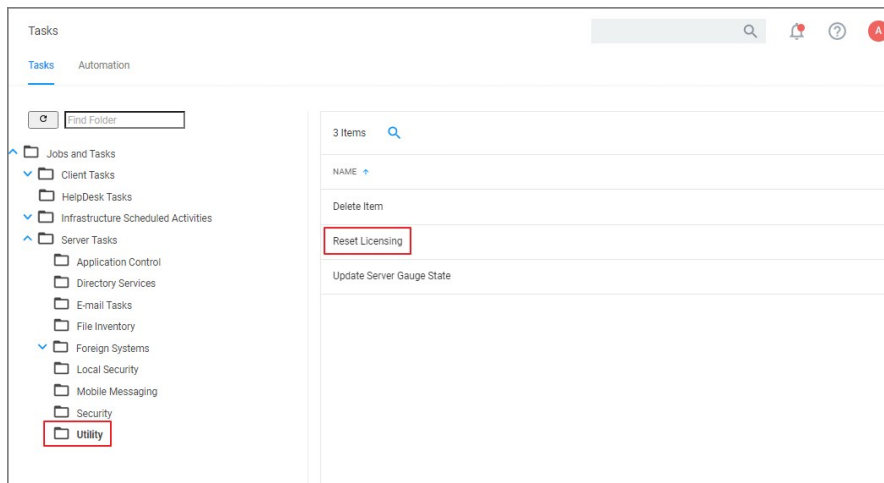 Tasks
A
Tasks Automation
Find Folder
Jobs and Tasks
Client Tasks
HelpDesk Tasks
Infrastructure Scheduled Activities
Server Tasks
Application Control
Directory Services
E-mail Tasks
File Inventory
Foreign Systems
Local Security
Mobile Messaging
Security
Utility
3 Items
NAME
Delete Item
Reset Licensing
Update Server Gauge State